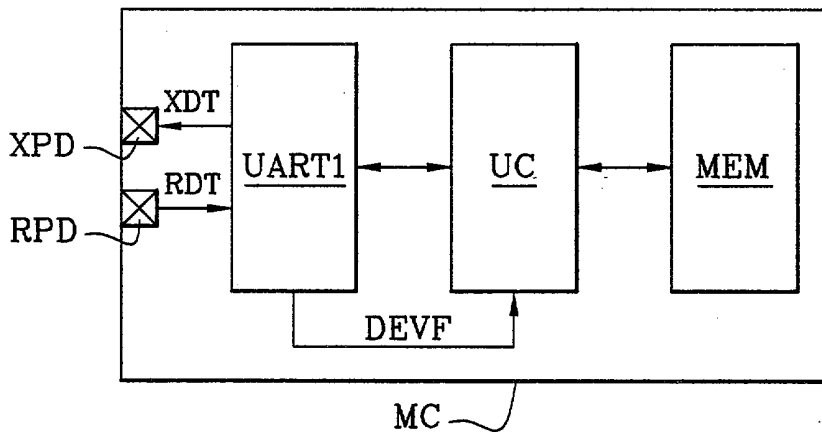 XDT
XPD
RDT
RPD
UART1
UC
MEM
DEVF
MC